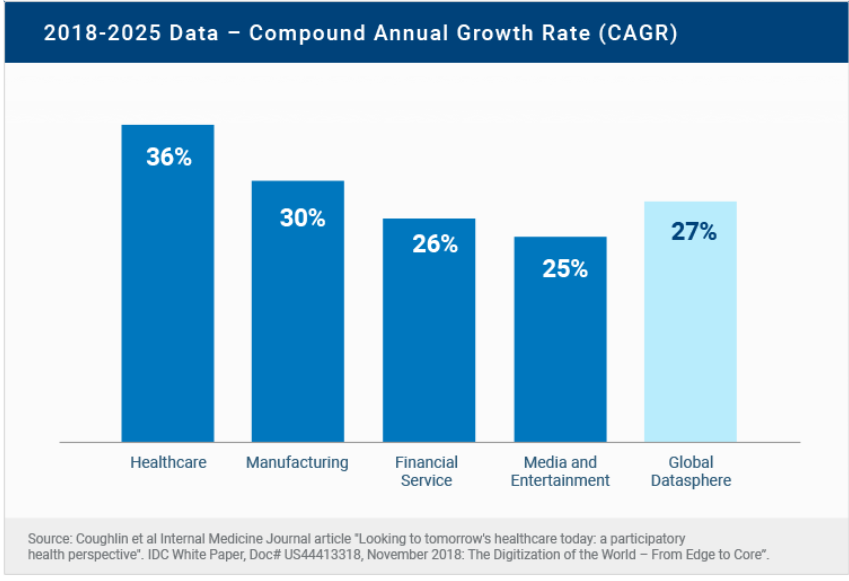 2018-2025 Data – Compound Annual Growth Rate (CAGR)
36%
30%
26%
25%
27%
Healthcare
Manufacturing
Financial
Service
Media and
Entertainment
Global
Datasphere
Source: Coughlin et al Internal Medicine Journal article "Looking to tomorrow's healthcare today: a participatory
health perspective". IDC White Paper, Doc# US44413318, November 2018: The Digitization of the World – From Edge to Core".